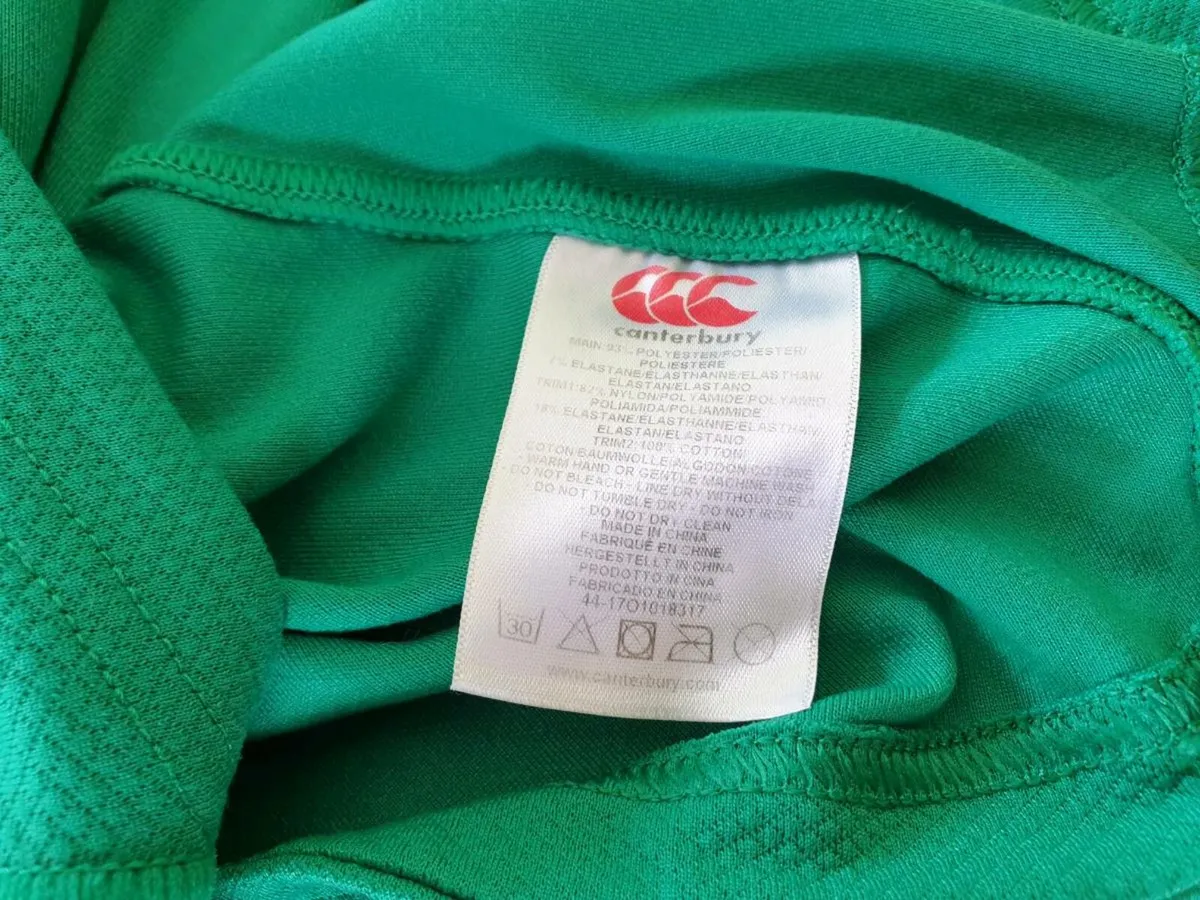 canterbury
MAIN:93% POLYESTER/POLIESTER/
POLIESTERE
7% ELASTANE/ELASTHANNE/ELASTHAN/
ELASTAN/ELASTANO
TRIM1:82% NYLON/POLYAMIDE/POLYAMID
POLIAMIDA/POLIAMMIDE
18% ELASTANE/ELASTHANNE/ELASTHAN/
ELASTAN/ELASTANO
TRIM2:100% COTTON
COTON/BAUMWOLLE/ALGODON COTONE
- WARM HAND OR GENTLE MACHINE WASH
DO NOT BLEACH - LINE DRY WITHOUT DELA
- DO NOT TUMBLE DRY - DO NOT IRON
- DO NOT DRY CLEAN
MADE IN CHINA
FABRIQUÉ EN CHINE
HERGESTELLT IN CHINA
PRODOTTO IN CINA
FABRICADO EN CHINA
44-17O1018317
30
www.canterbury.com